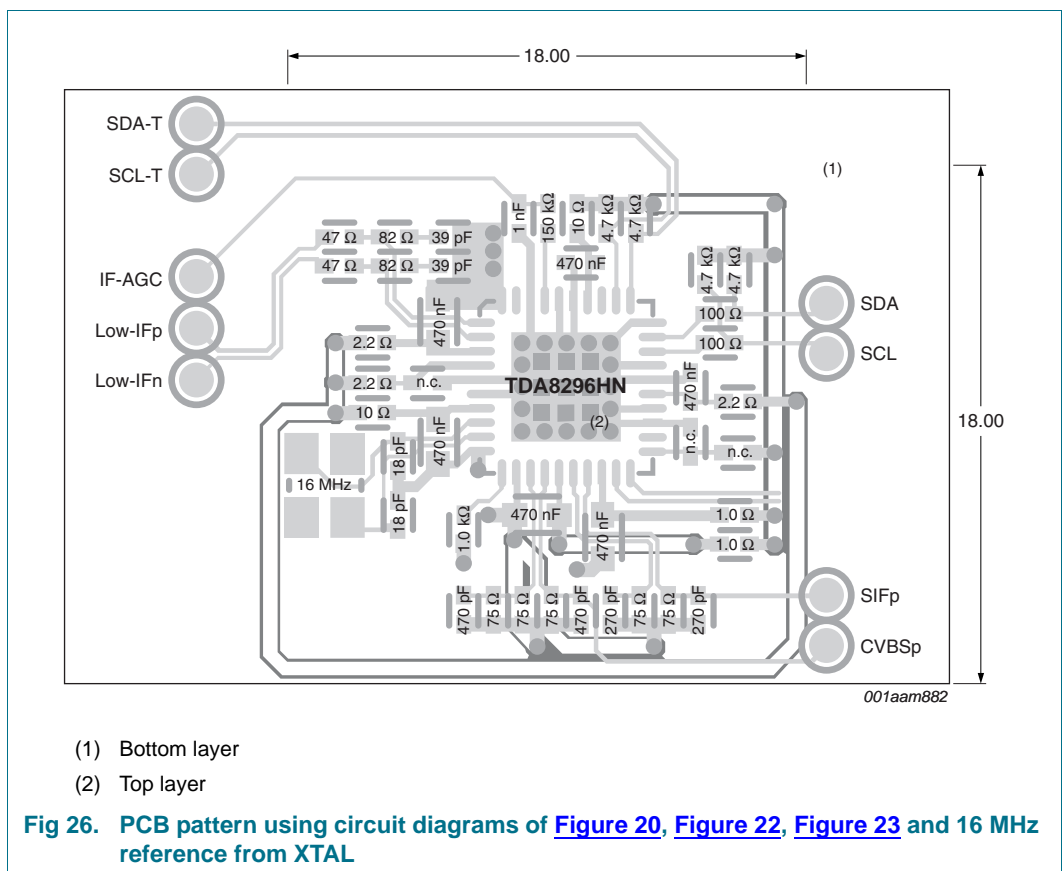 18.00
SDA-T
SCL-T
(1)
1 nF
150 kΩ
10 Ω
4.7 kΩ
4.7 kΩ
47 Ω 82 Ω 39 pF
47 Ω 82 Ω 39 pF
470 nF
4.7 kΩ
4.7 kΩ
IF-AGC
SDA
100 Ω
Low-IFp
470 nF
2.2 Ω
100 Ω
SCL
Low-IFn
2.2 Ω
n.c.
TDA8296HN
470 nF
2.2 Ω
10 Ω
(2)
18.00
470 nF
18 pF
n.c.
n.c.
16 MHz
18 pF
470 nF
1.0 Ω
1.0 kΩ
470 nF
1.0 Ω
470 pF
75 Ω
75 Ω
75 Ω
470 pF
270 pF
75 Ω
75 Ω
270 pF
SIFp
CVBSp
001aam882
(1) Bottom layer
(2) Top layer
Fig 26. PCB pattern using circuit diagrams of Figure 20, Figure 22, Figure 23 and 16 MHz
reference from XTAL